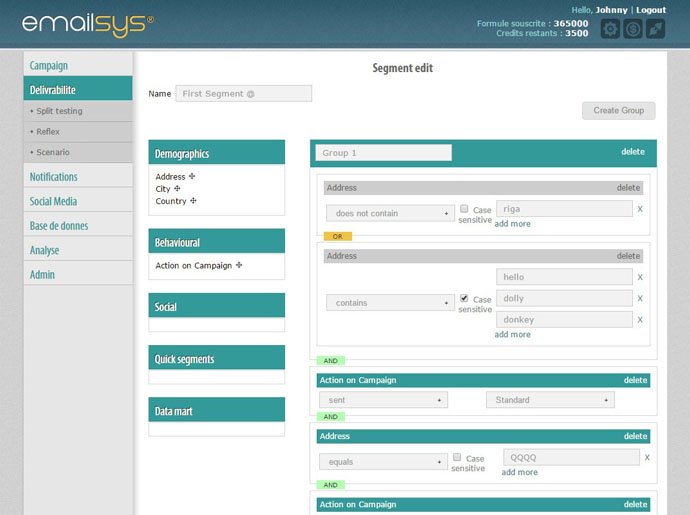 emailsys®
Hello, Johnny | Logout
Formule souscrite : 365000
Credits restants : 3500
Campaign
Delivrabilite
+ Split testing
+ Reflex
+ Scenario
Notifications
Social Media
Base de donnes
Analyse
Admin
Segment edit
Name First Segment @
Create Group
Demographics
Address
City
Country
Behavioural
Action on Campaign
Social
Quick segments
Data mart
Group 1 delete
Address delete
does not contain + Case sensitive riga X
add more
OR
Address delete
contains + Case sensitive
hello X
dolly X
donkey X
add more
AND
Action on Campaign delete
sent + Standard +
AND
Address delete
equals + Case sensitive QQQQ X
add more
AND
Action on Campaign delete